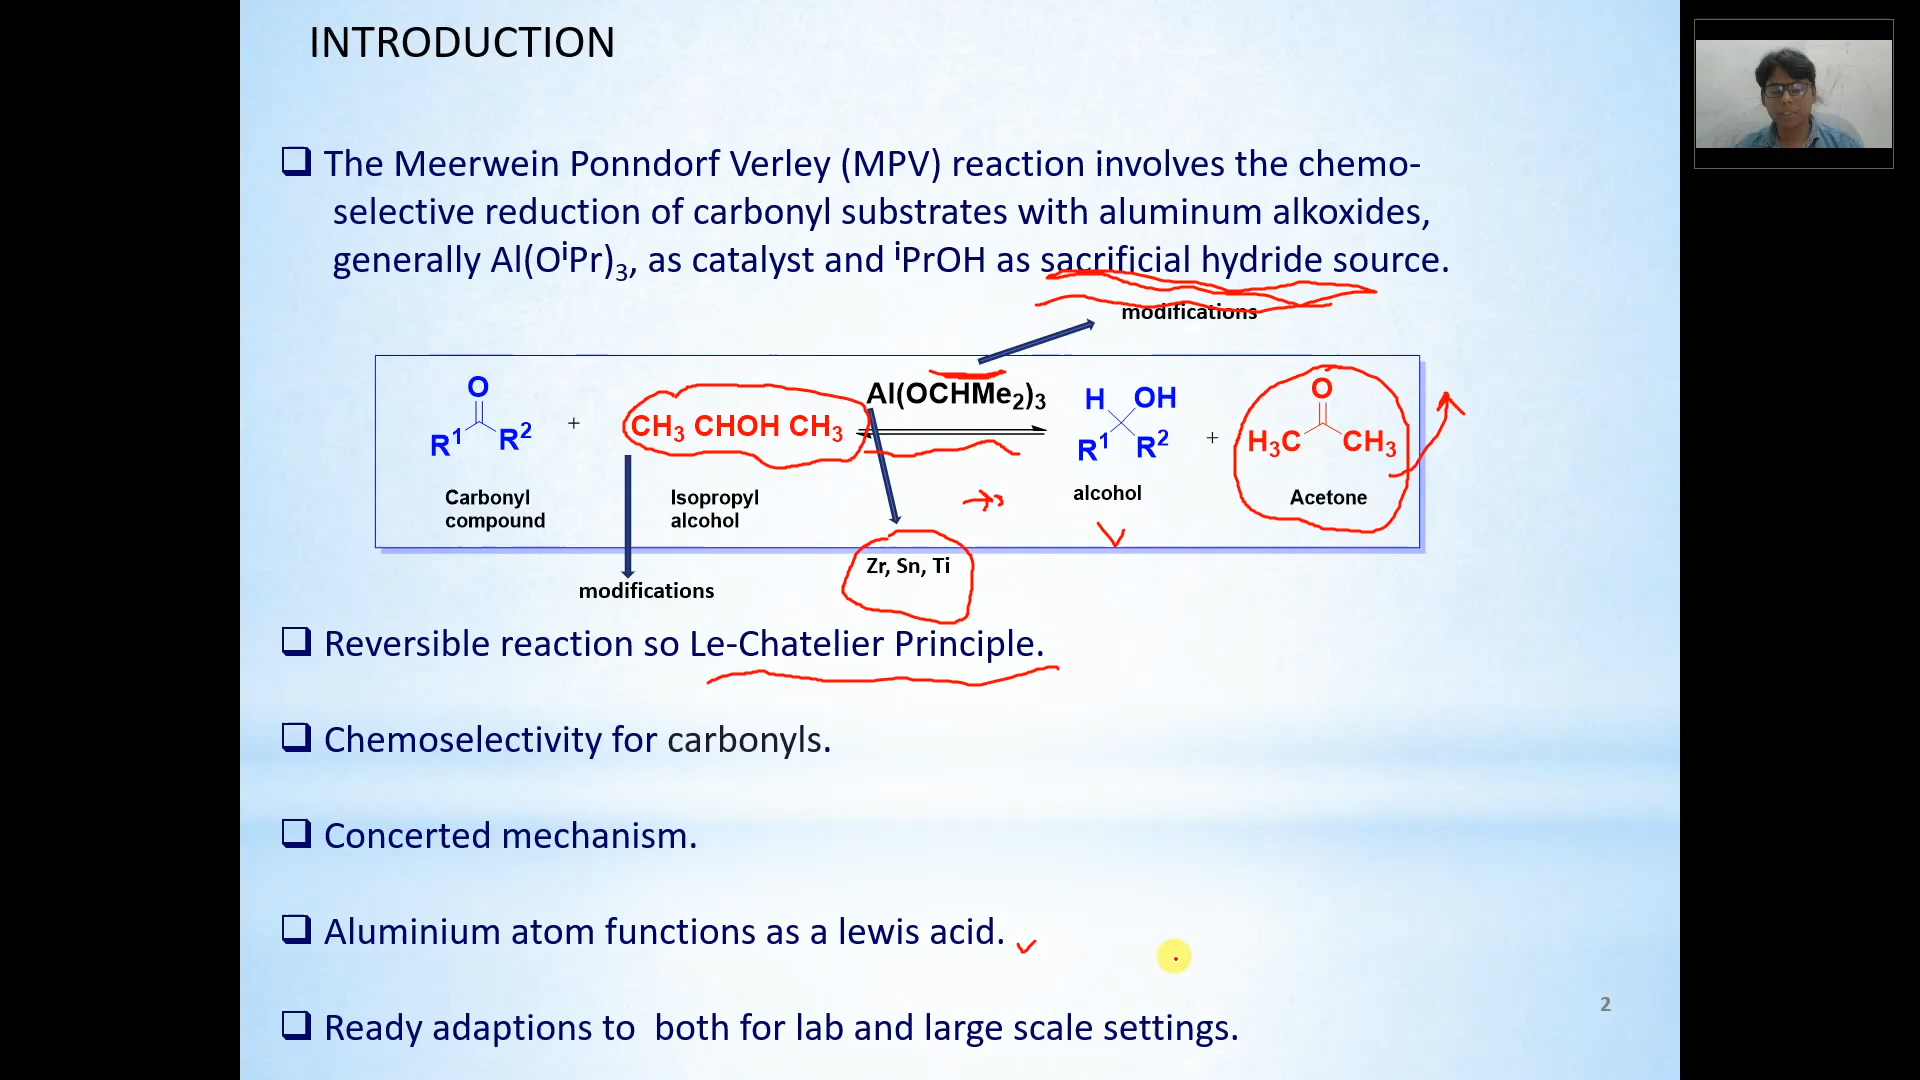 INTRODUCTION
❑ The Meerwein Ponndorf Verley (MPV) reaction involves the chemo-
selective reduction of carbonyl substrates with aluminum alkoxides,
generally Al(OⁱPr)₃, as catalyst and ⁱPrOH as sacrificial hydride source.
modifications
O
R¹ R²
+
CH₃ CHOH CH₃
Al(OCHMe₂)₃
H OH
R¹ R²
+
O
H₃C CH₃
Carbonyl
compound
Isopropyl
alcohol
alcohol
Acetone
Zr, Sn, Ti
modifications
❑ Reversible reaction so Le-Chatelier Principle.
❑ Chemoselectivity for carbonyls.
❑ Concerted mechanism.
❑ Aluminium atom functions as a lewis acid.
❑ Ready adaptions to both for lab and large scale settings.
2